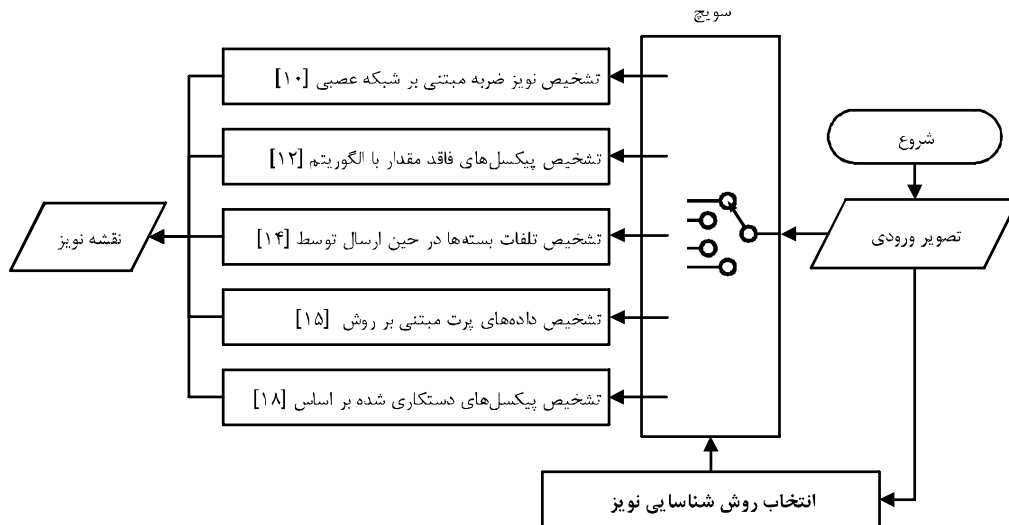 سویچ
شروع
تصویر ورودی
تشخیص نویز ضربه مبتنی بر شبکه عصبی [۱۰]
تشخیص پیکسل‌های فاقد مقدار با الگوریتم [۱۲]
تشخیص تلفات بسته‌ها در حین ارسال توسط [۱۴]
تشخیص داده‌های پرت مبتنی بر روش [۱۵]
تشخیص پیکسل‌های دستکاری شده بر اساس [۱۸]
نقشه نویز
انتخاب روش شناسایی نویز